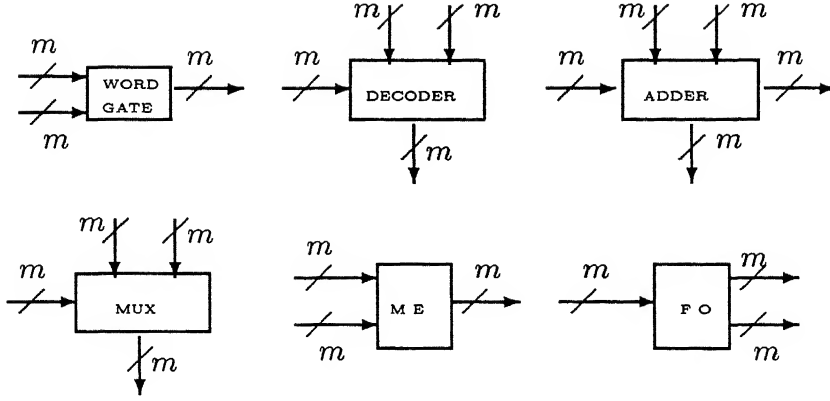 m m m m
m m m m m
WORD
GATE DECODER ADDER
m m m
m m
m m m m
m MUX M E F O m
m m m